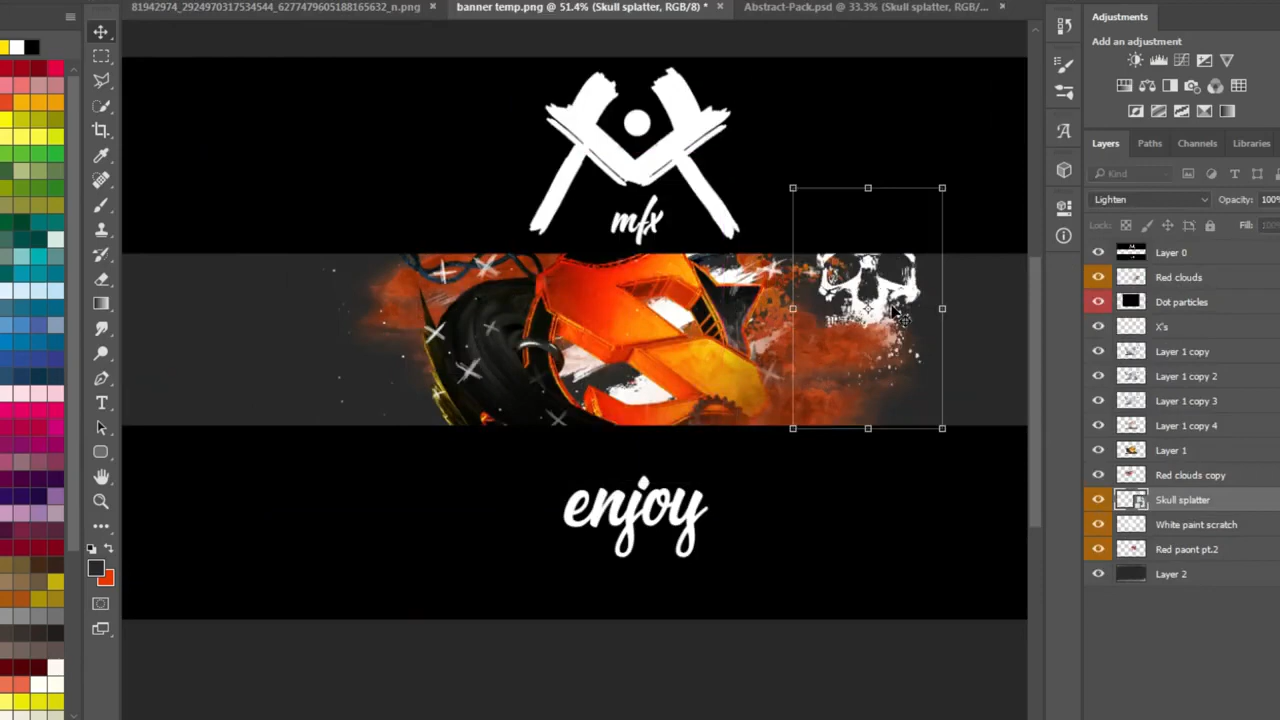 81942974_2924970317534544_6277479605188165632_n.png
banner temp.png @ 51.4% (Skull splatter, RGB/8) *
Abstract-Pack.psd @ 33.3% (Skull splatter, RGB/...
Adjustments
Add an adjustment
Layers Paths Channels Libraries
Kind
Lighten Opacity: 100%
Lock: Fill: 100%
Layer 0
Red clouds
Dot particles
X's
Layer 1 copy
Layer 1 copy 2
Layer 1 copy 3
Layer 1 copy 4
Layer 1
Red clouds copy
Skull splatter
White paint scratch
Red paont pt.2
Layer 2
mfx
enjoy